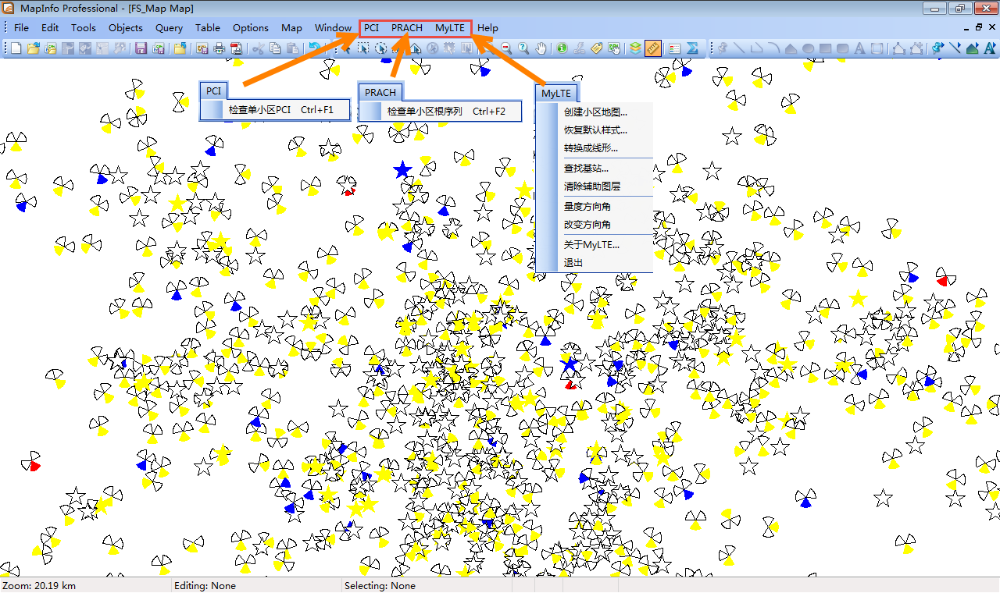 MapInfo Professional - [FS_Map Map]
File Edit Tools Objects Query Table Options Map Window PCI PRACH MyLTE Help
PCI
检查单小区PCI Ctrl+F1
PRACH
检查单小区根序列 Ctrl+F2
MyLTE
创建小区地图...
恢复默认样式...
转换成线形...
查找基站...
清除辅助图层
量度方向角
改变方向角
关于MyLTE...
退出
Zoom: 20.19 km Editing: None Selecting: None